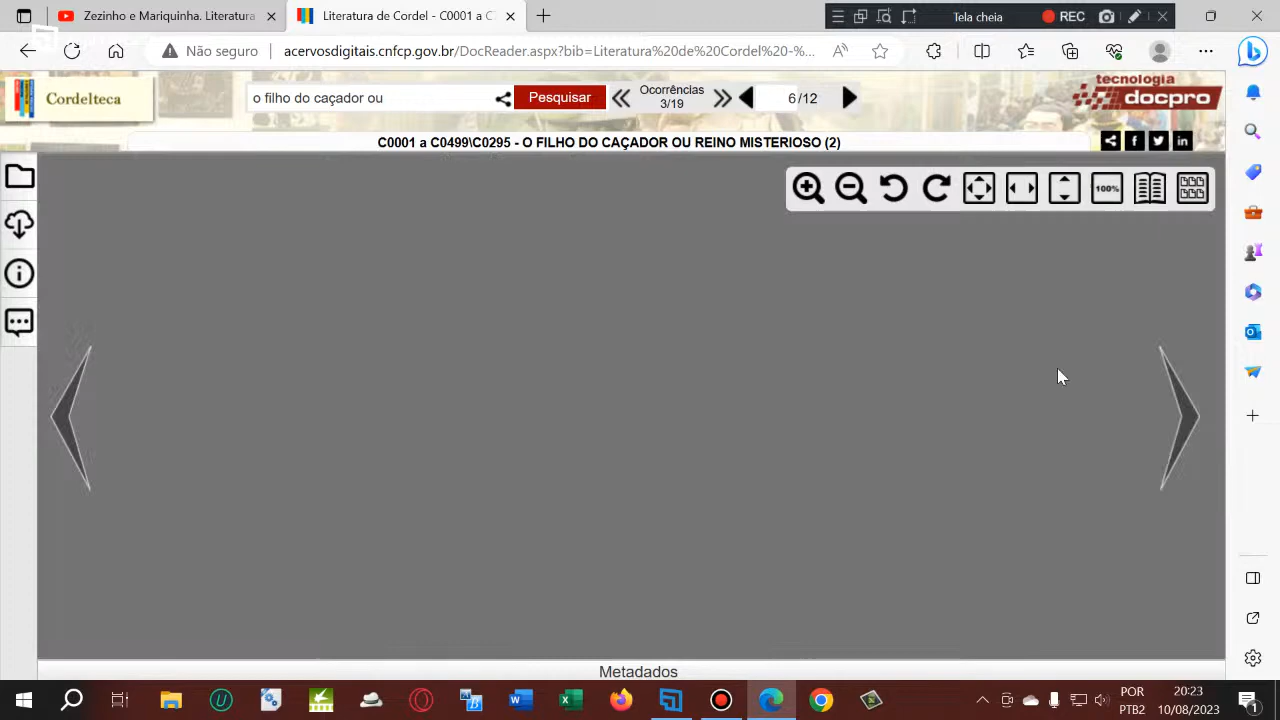 Zezinho e Mariquinha. Literatura
Literatura de Cordel - C0001 a C
Tela cheia
REC
Não seguro
acervosdigitais.cnfcp.gov.br/DocReader.aspx?bib=Literatura%20de%20Cordel%20-%...
Cordelteca
o filho do caçador ou
Pesquisar
Ocorrências
3/19
6/12
tecnologia
docpro
C0001 a C0499\C0295 - O FILHO DO CAÇADOR OU REINO MISTERIOSO (2)
100%
Metadados
POR
PTB2
20:23
10/08/2023
1